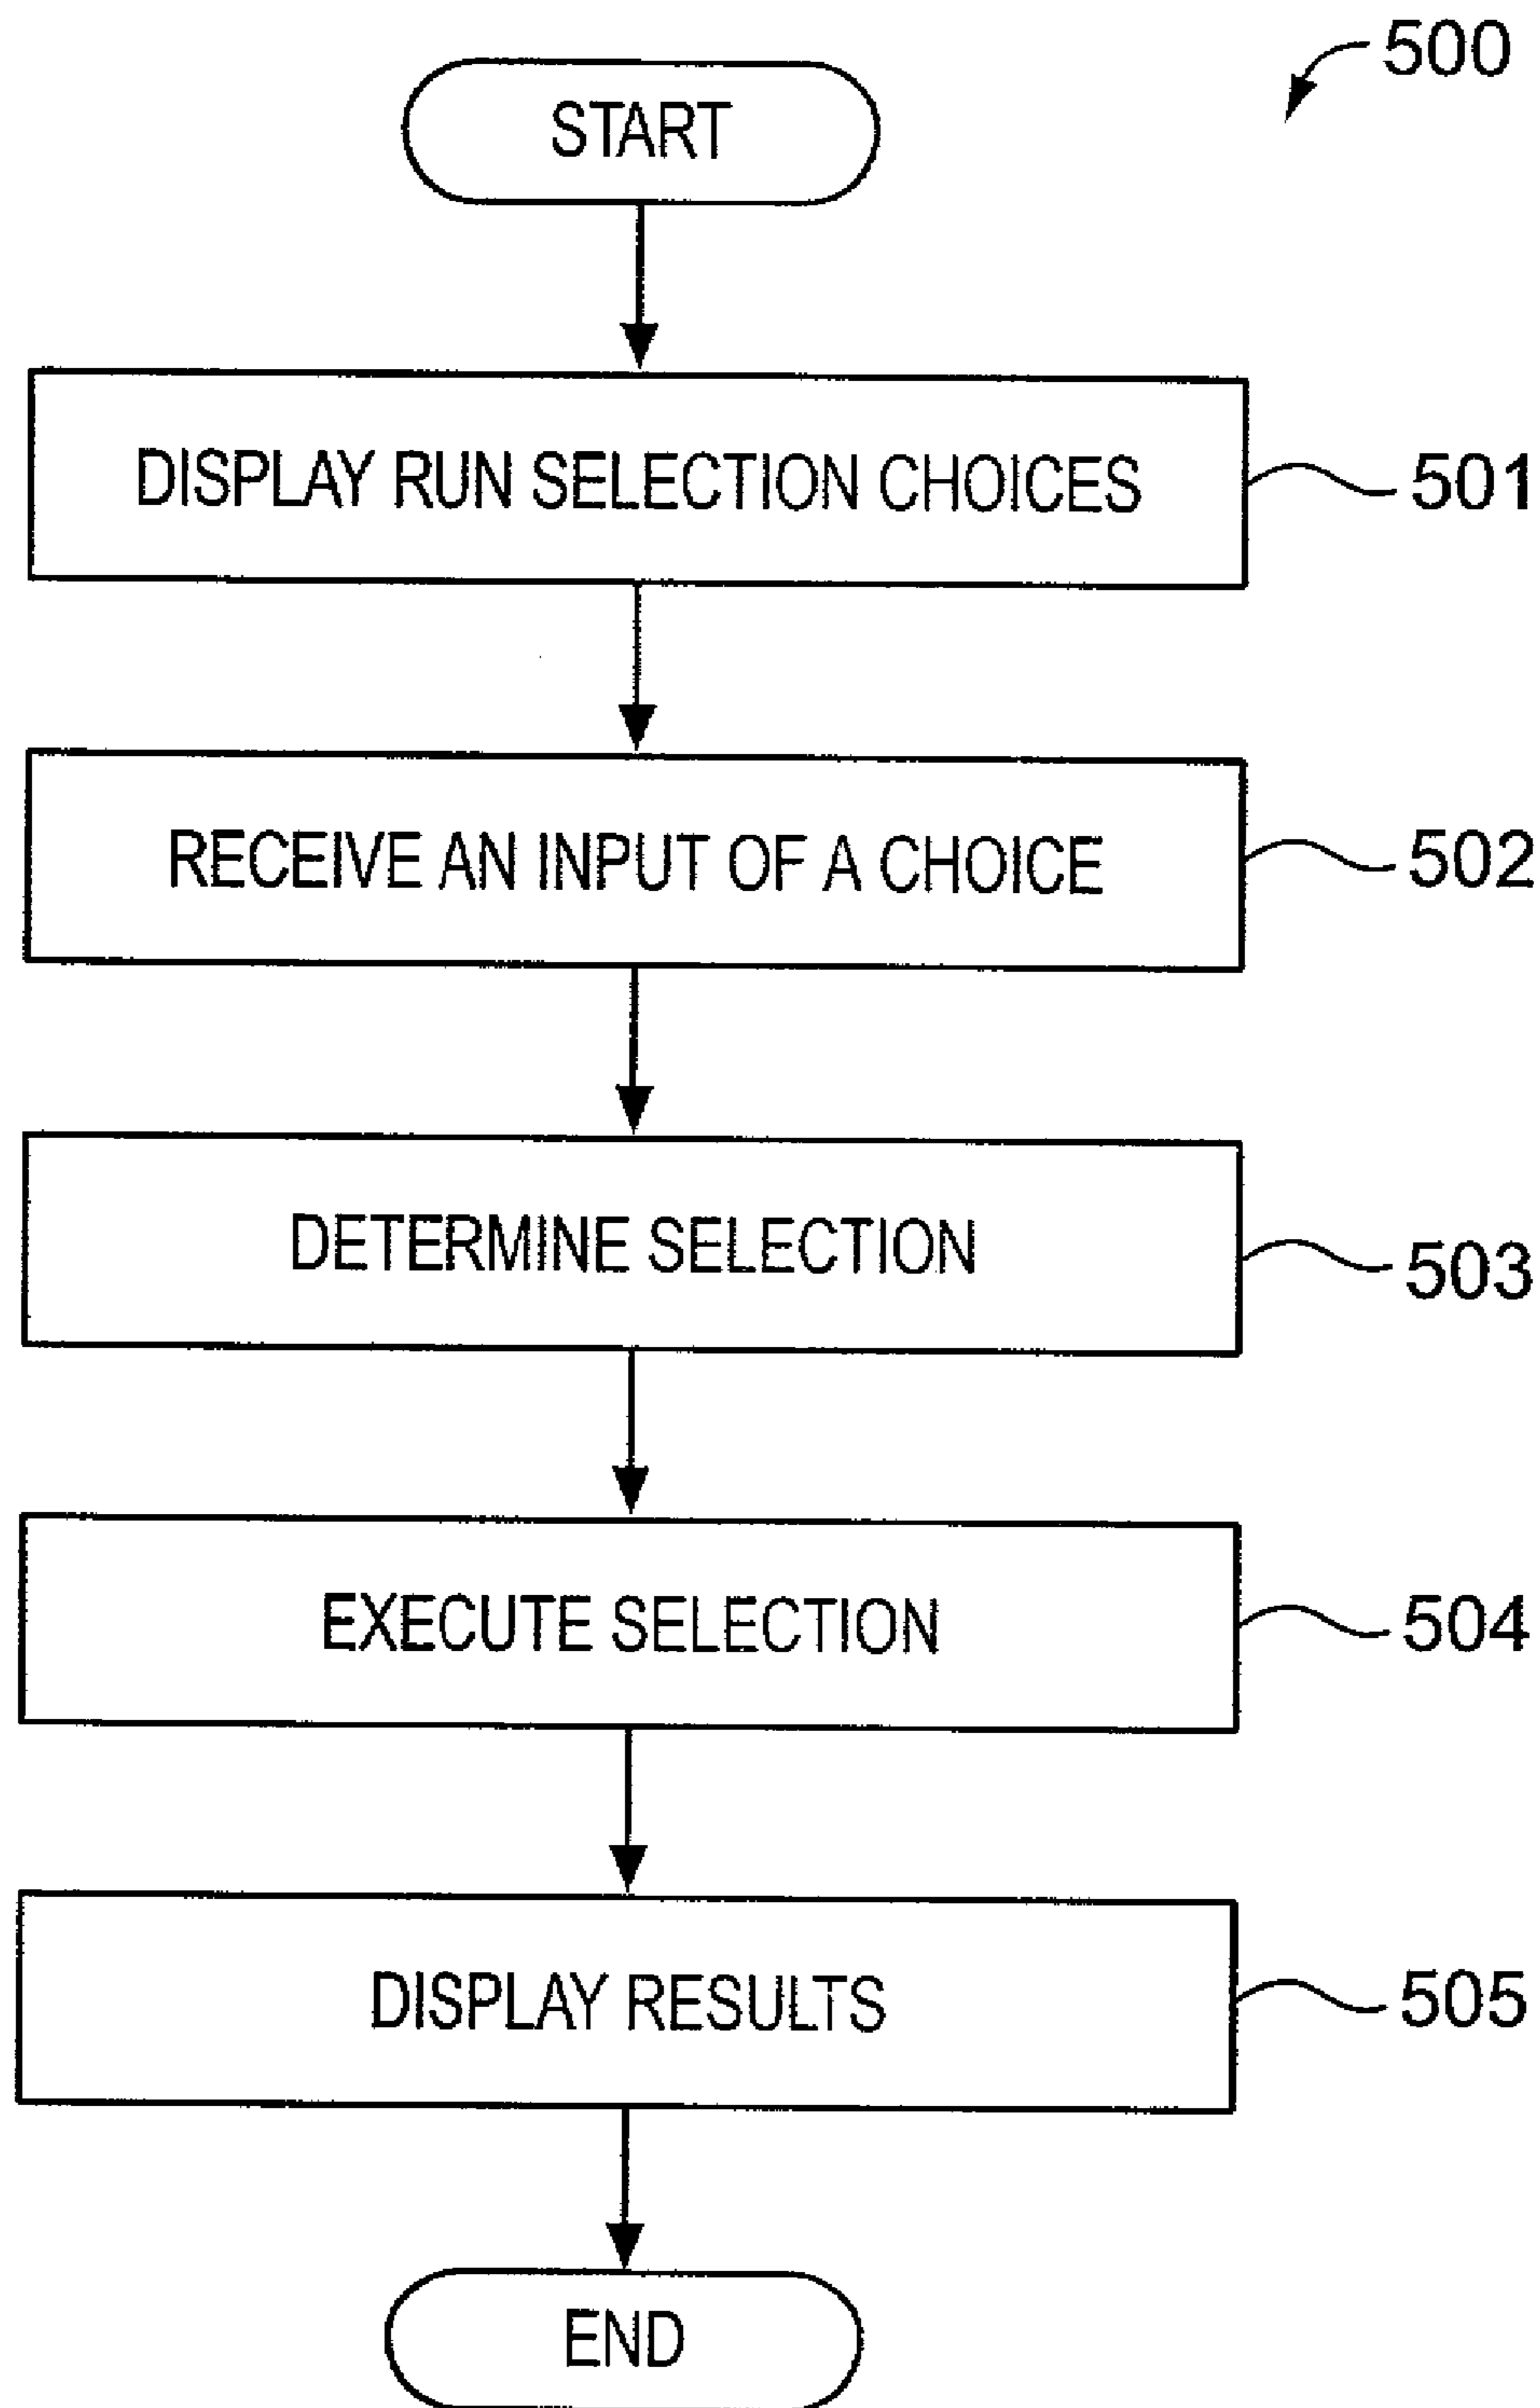 500
START
DISPLAY RUN SELECTION CHOICES
501
RECEIVE AN INPUT OF A CHOICE
502
DETERMINE SELECTION
503
EXECUTE SELECTION
504
DISPLAY RESULTS
505
END